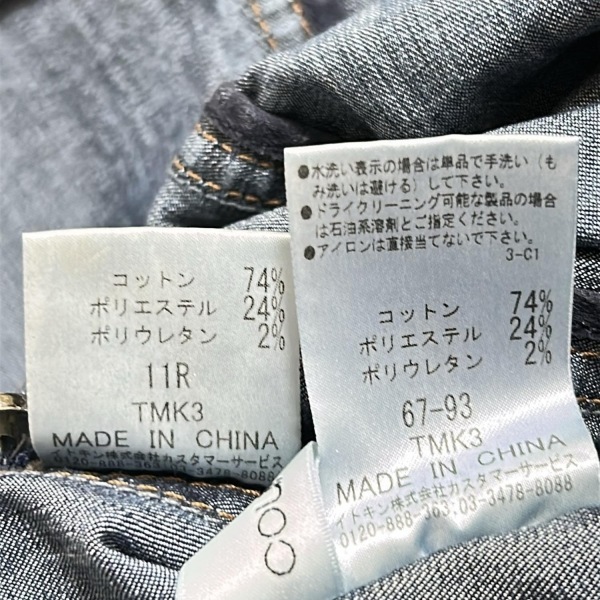 コットン 74%
ポリエステル 24%
ポリウレタン 2%
11R
TMK3
MADE IN CHINA
イトキン株式会社カスタマーサービス
0120-888-363:03-3478-8088
●水洗い表示の場合は単品で手洗い(も
み洗いは避ける)して下さい。
●ドライクリーニング可能な製品の場合
は石油系溶剤とご指定ください。
●アイロンは直接当てないで下さい。
3-C1
コットン 74%
ポリエステル 24%
ポリウレタン 2%
67-93
TMK3
MADE IN CHINA
イトキン株式会社カスタマーサービス
0120-888-363:03-3478-8088